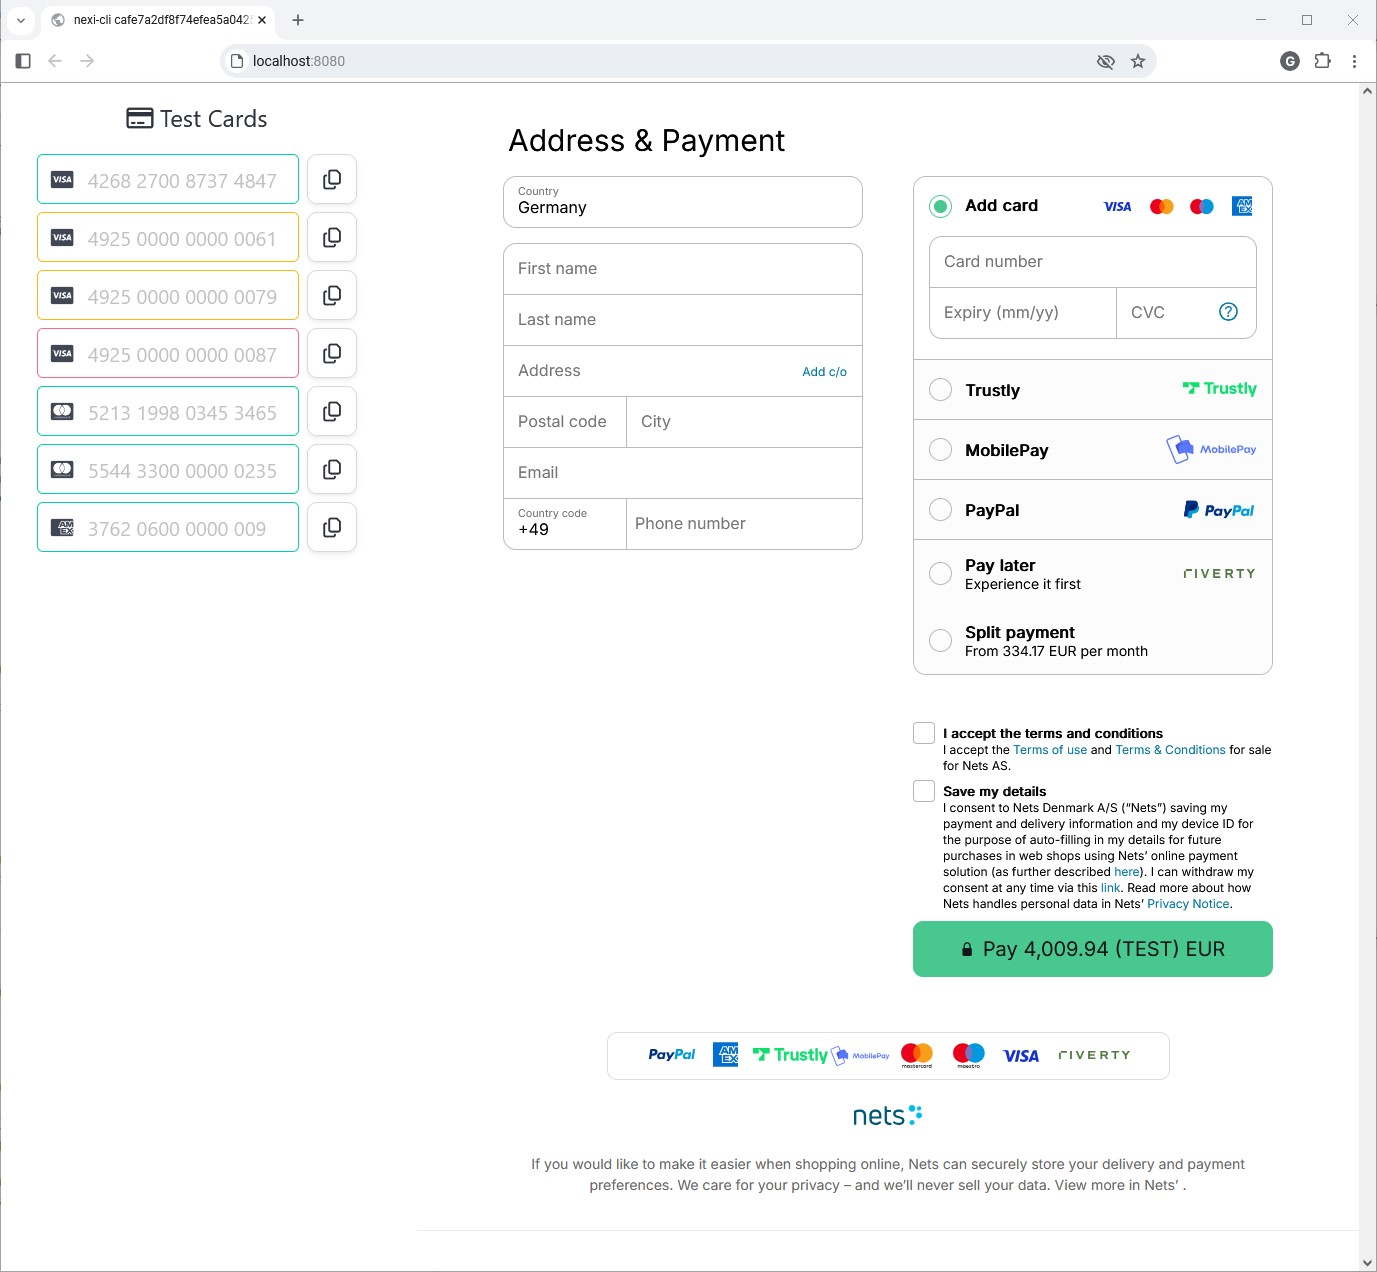 nexi-cli cafe7a2df8f74efea5a0425
localhost:8080
G
Test Cards
VISA 4268 2700 8737 4847
VISA 4925 0000 0000 0061
VISA 4925 0000 0000 0079
VISA 4925 0000 0000 0087
5213 1998 0345 3465
5544 3300 0000 0235
AMEX 3762 0600 0000 009
Address & Payment
Country
Germany
First name
Last name
Address Add c/o
Postal code City
Email
Country code
+49 Phone number
Add card VISA AMEX
Card number
Expiry (mm/yy) CVC ?
Trustly Trustly
MobilePay MobilePay
PayPal PayPal
Pay later RIVERTY
Experience it first
Split payment
From 334.17 EUR per month
I accept the terms and conditions
I accept the Terms of use and Terms & Conditions for sale
for Nets AS.
Save my details
I consent to Nets Denmark A/S (“Nets”) saving my
payment and delivery information and my device ID for
the purpose of auto-filling in my details for future
purchases in web shops using Nets’ online payment
solution (as further described here). I can withdraw my
consent at any time via this link. Read more about how
Nets handles personal data in Nets’ Privacy Notice.
Pay 4,009.94 (TEST) EUR
PayPal AMEX Trustly MobilePay mastercard maestro VISA RIVERTY
nets
If you would like to make it easier when shopping online, Nets can securely store your delivery and payment
preferences. We care for your privacy – and we’ll never sell your data. View more in Nets’ .